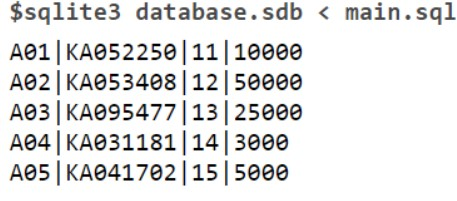 $sqlite3 database.sdb < main.sql
A01|KA052250|11|10000
A02|KA053408|12|50000
A03|KA095477|13|25000
A04|KA031181|14|3000
A05|KA041702|15|5000